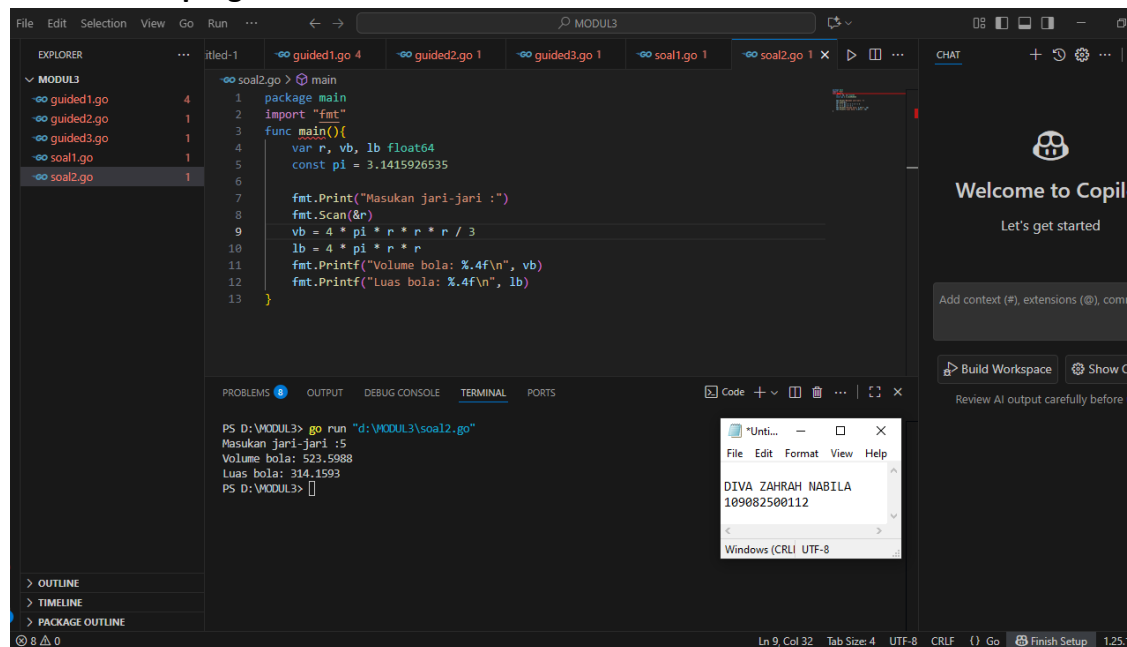 File Edit Selection View Go Run ··· MODUL3
EXPLORER
MODUL3
guided1.go 4
guided2.go 1
guided3.go 1
soal1.go 1
soal2.go 1
OUTLINE
TIMELINE
PACKAGE OUTLINE
itled-1 guided1.go 4 guided2.go 1 guided3.go 1 soal1.go 1 soal2.go 1
soal2.go > main
1 package main
2 import "fmt"
3 func main(){
4 var r, vb, lb float64
5 const pi = 3.1415926535
6
7 fmt.Print("Masukan jari-jari :")
8 fmt.Scan(&r)
9 vb = 4 * pi * r * r * r / 3
10 lb = 4 * pi * r * r
11 fmt.Printf("Volume bola: %.4f\n", vb)
12 fmt.Printf("Luas bola: %.4f\n", lb)
13 }
PROBLEMS 8 OUTPUT DEBUG CONSOLE TERMINAL PORTS Code
PS D:\MODUL3> go run "d:\MODUL3\soal2.go"
Masukan jari-jari :5
Volume bola: 523.5988
Luas bola: 314.1593
PS D:\MODUL3>
*Unti...
File Edit Format View Help
DIVA ZAHRAH NABILA
109082500112
Windows (CRLI UTF-8
CHAT
Welcome to Copil
Let's get started
Add context (#), extensions (@), com
Build Workspace Show C
Review AI output carefully before
8 0 Ln 9, Col 32 Tab Size: 4 UTF-8 CRLF {} Go Finish Setup 1.25.